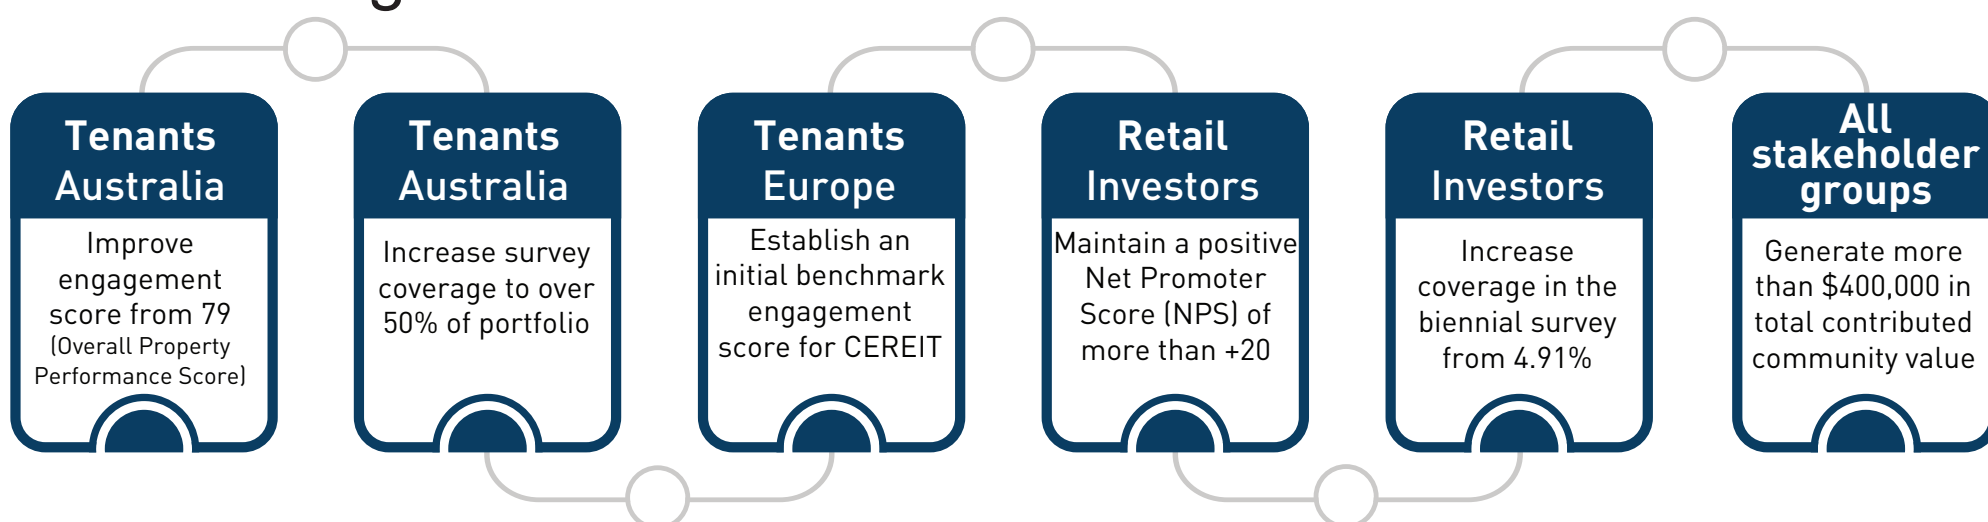 Tenants
Australia
Improve
engagement
score from 79
(Overall Property
Performance Score)
Tenants
Australia
Increase survey
coverage to over
50% of portfolio
Tenants
Europe
Establish an
initial benchmark
engagement
score for CEREIT
Retail
Investors
Maintain a positive
Net Promoter
Score (NPS) of
more than +20
Retail
Investors
Increase
coverage in the
biennial survey
from 4.91%
All
stakeholder
groups
Generate more
than $400,000 in
total contributed
community value